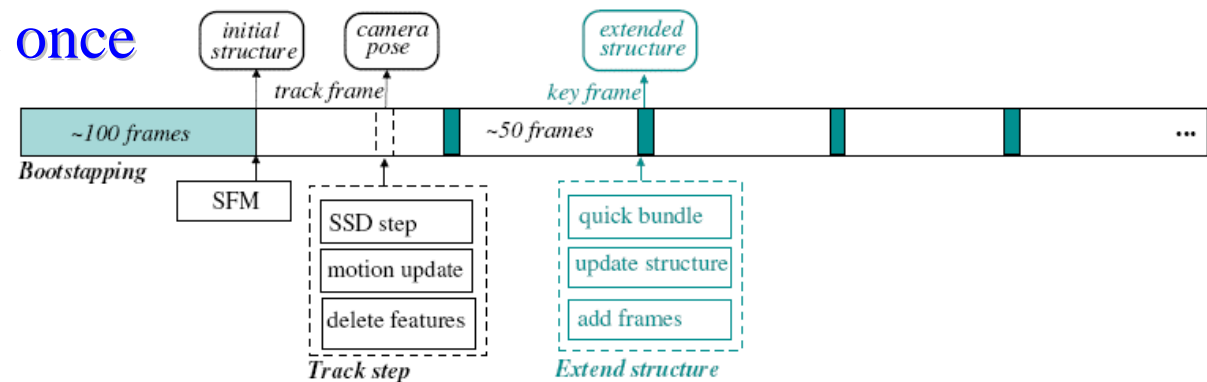 once
initial
structure
camera
pose
extended
structure
track frame
key frame
~100 frames
~50 frames
...
Bootstapping
SFM
SSD step
motion update
delete features
Track step
quick bundle
update structure
add frames
Extend structure